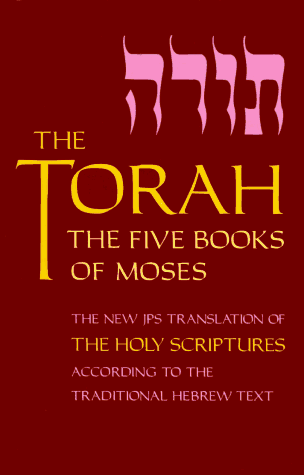 תורה
THE
TORAH
THE FIVE BOOKS
OF MOSES
THE NEW JPS TRANSLATION OF
THE HOLY SCRIPTURES
ACCORDING TO THE
TRADITIONAL HEBREW TEXT